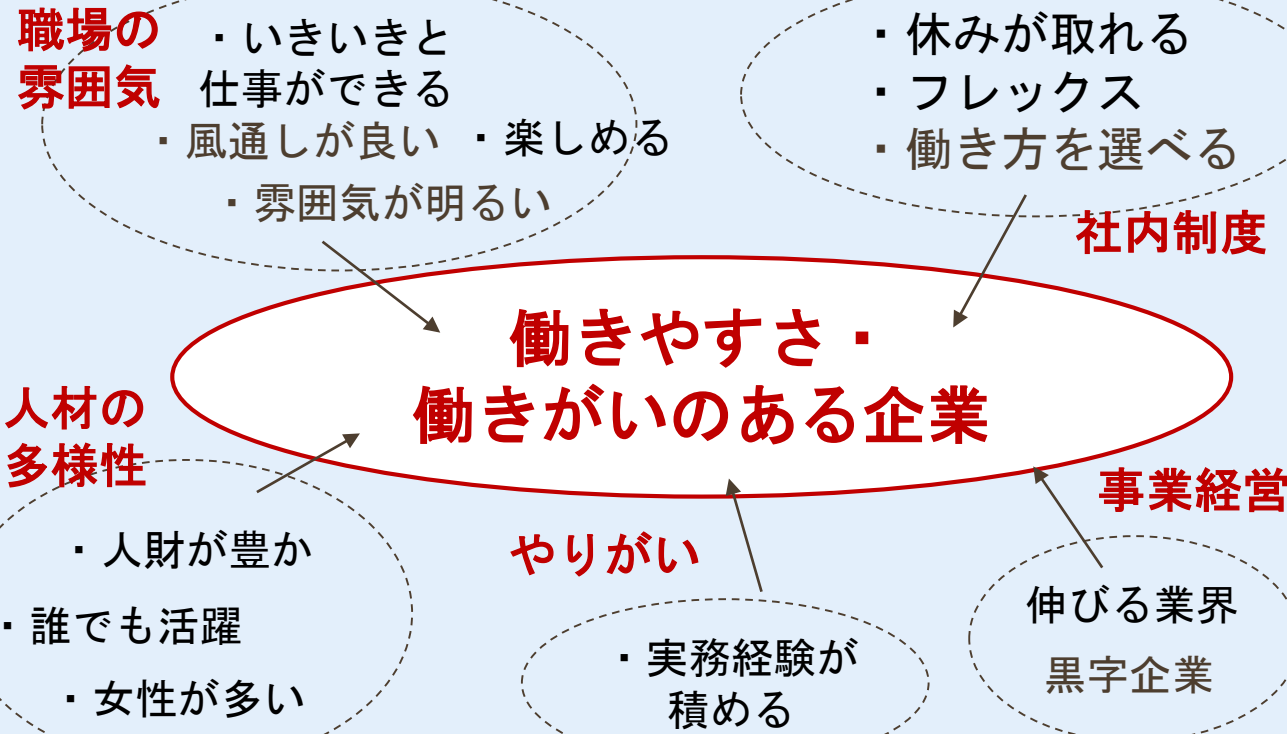 職場の
雰囲気
・いきいきと
仕事ができる
・風通しが良い ・楽しめる
・雰囲気が明るい
・休みが取れる
・フレックス
・働き方を選べる
社内制度
働きやすさ・
働きがいのある企業
人材の
多様性
・人財が豊か
・誰でも活躍
・女性が多い
やりがい
・実務経験が
積める
事業経営
伸びる業界
黒字企業